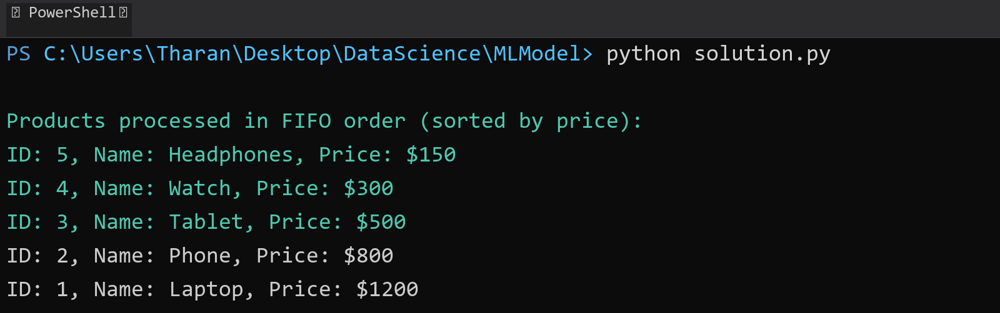 PowerShell
PS C:\Users\Tharan\Desktop\DataScience\MLModel> python solution.py
Products processed in FIFO order (sorted by price):
ID: 5, Name: Headphones, Price: $150
ID: 4, Name: Watch, Price: $300
ID: 3, Name: Tablet, Price: $500
ID: 2, Name: Phone, Price: $800
ID: 1, Name: Laptop, Price: $1200